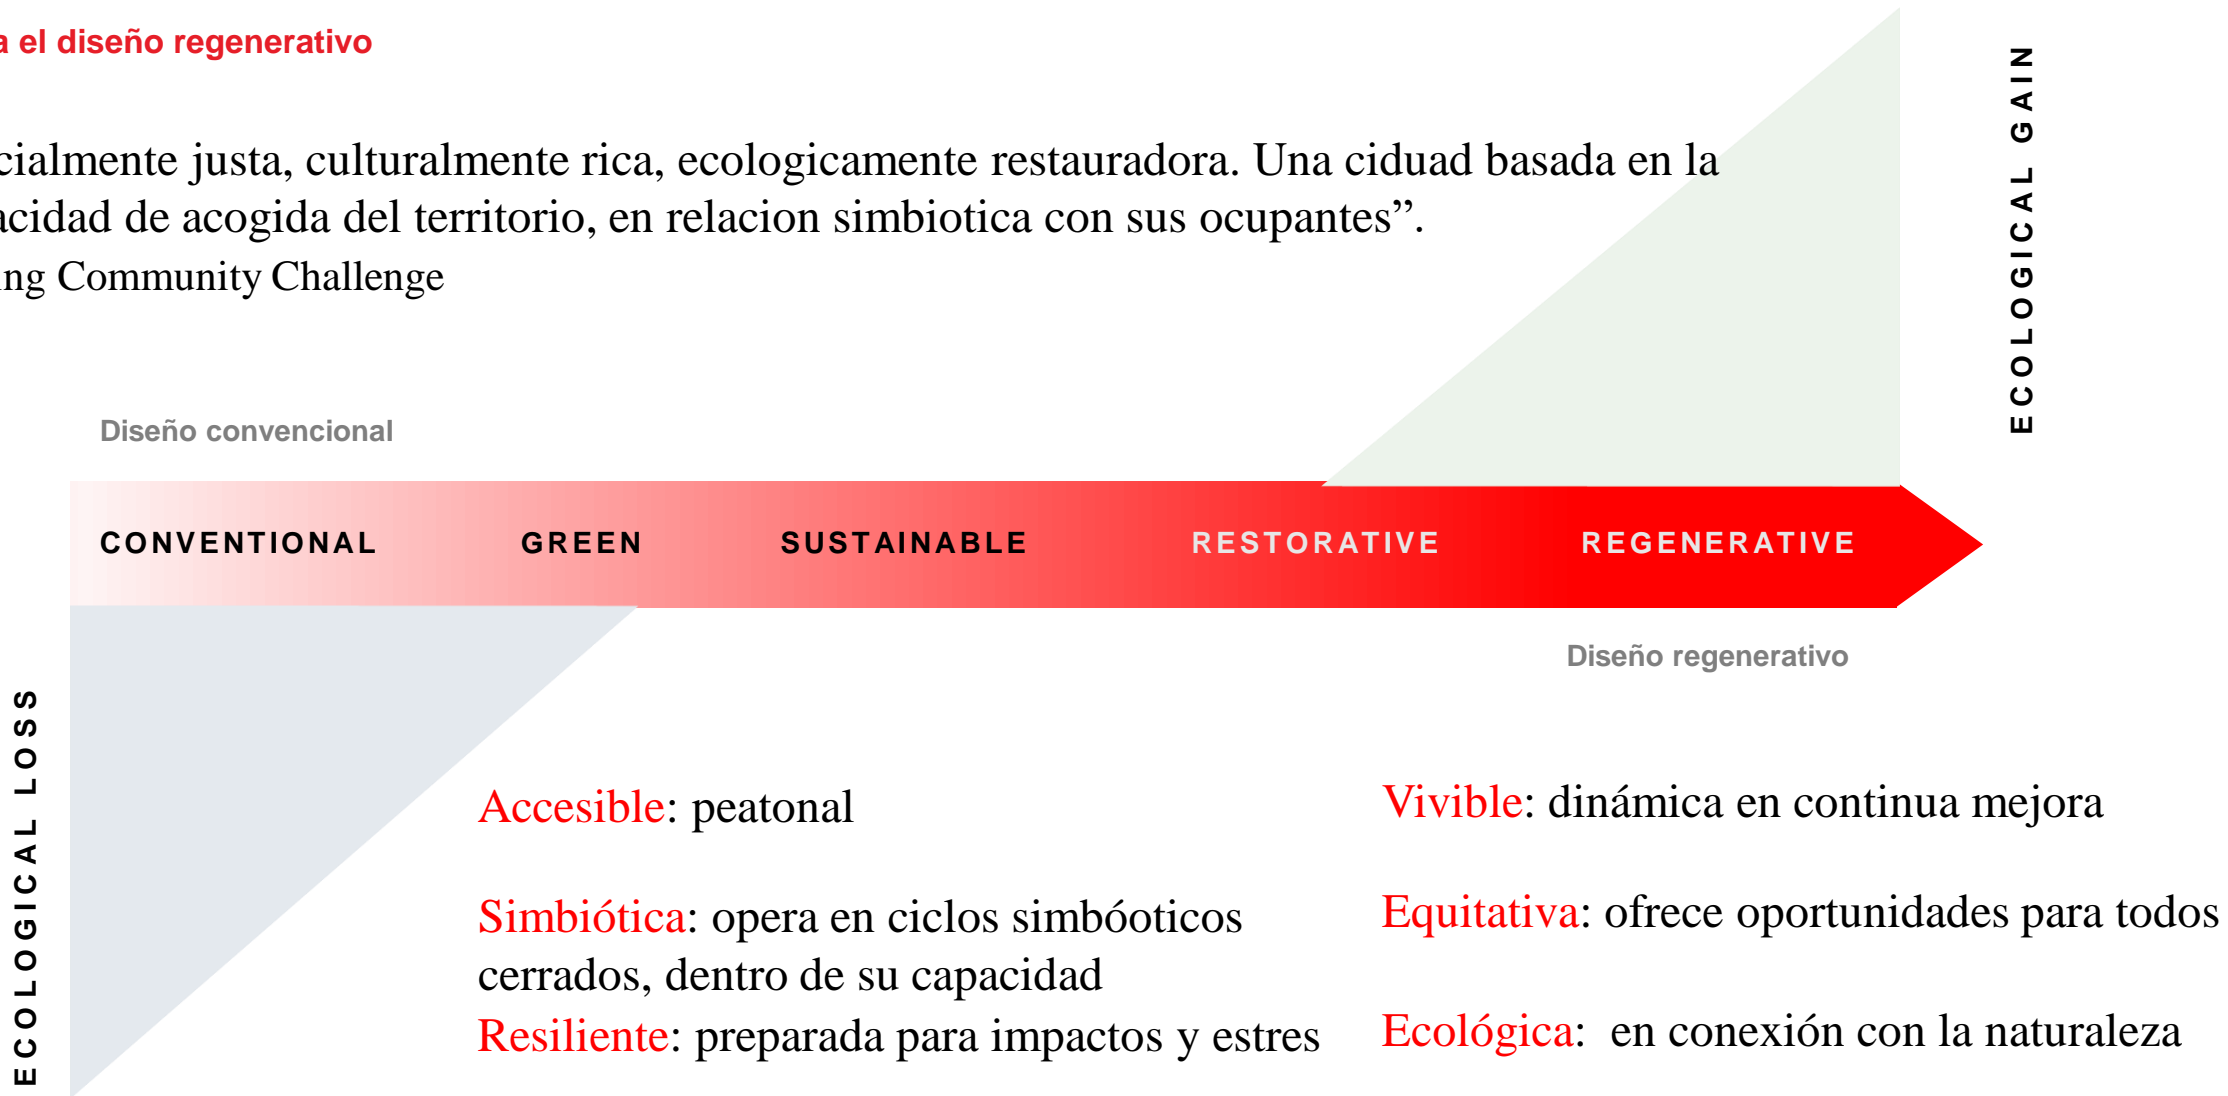 a el diseño regenerativo
cialmente justa, culturalmente rica, ecologicamente restauradora. Una ciduad basada en la
acidad de acogida del territorio, en relacion simbiotica con sus ocupantes”.
ing Community Challenge
ECOLOGICAL GAIN
Diseño convencional
CONVENTIONAL GREEN SUSTAINABLE RESTORATIVE REGENERATIVE
Diseño regenerativo
ECOLOGICAL LOSS
Accesible: peatonal
Simbiótica: opera en ciclos simbóoticos
cerrados, dentro de su capacidad
Resiliente: preparada para impactos y estres
Vivible: dinámica en continua mejora
Equitativa: ofrece oportunidades para todos
Ecológica: en conexión con la naturaleza